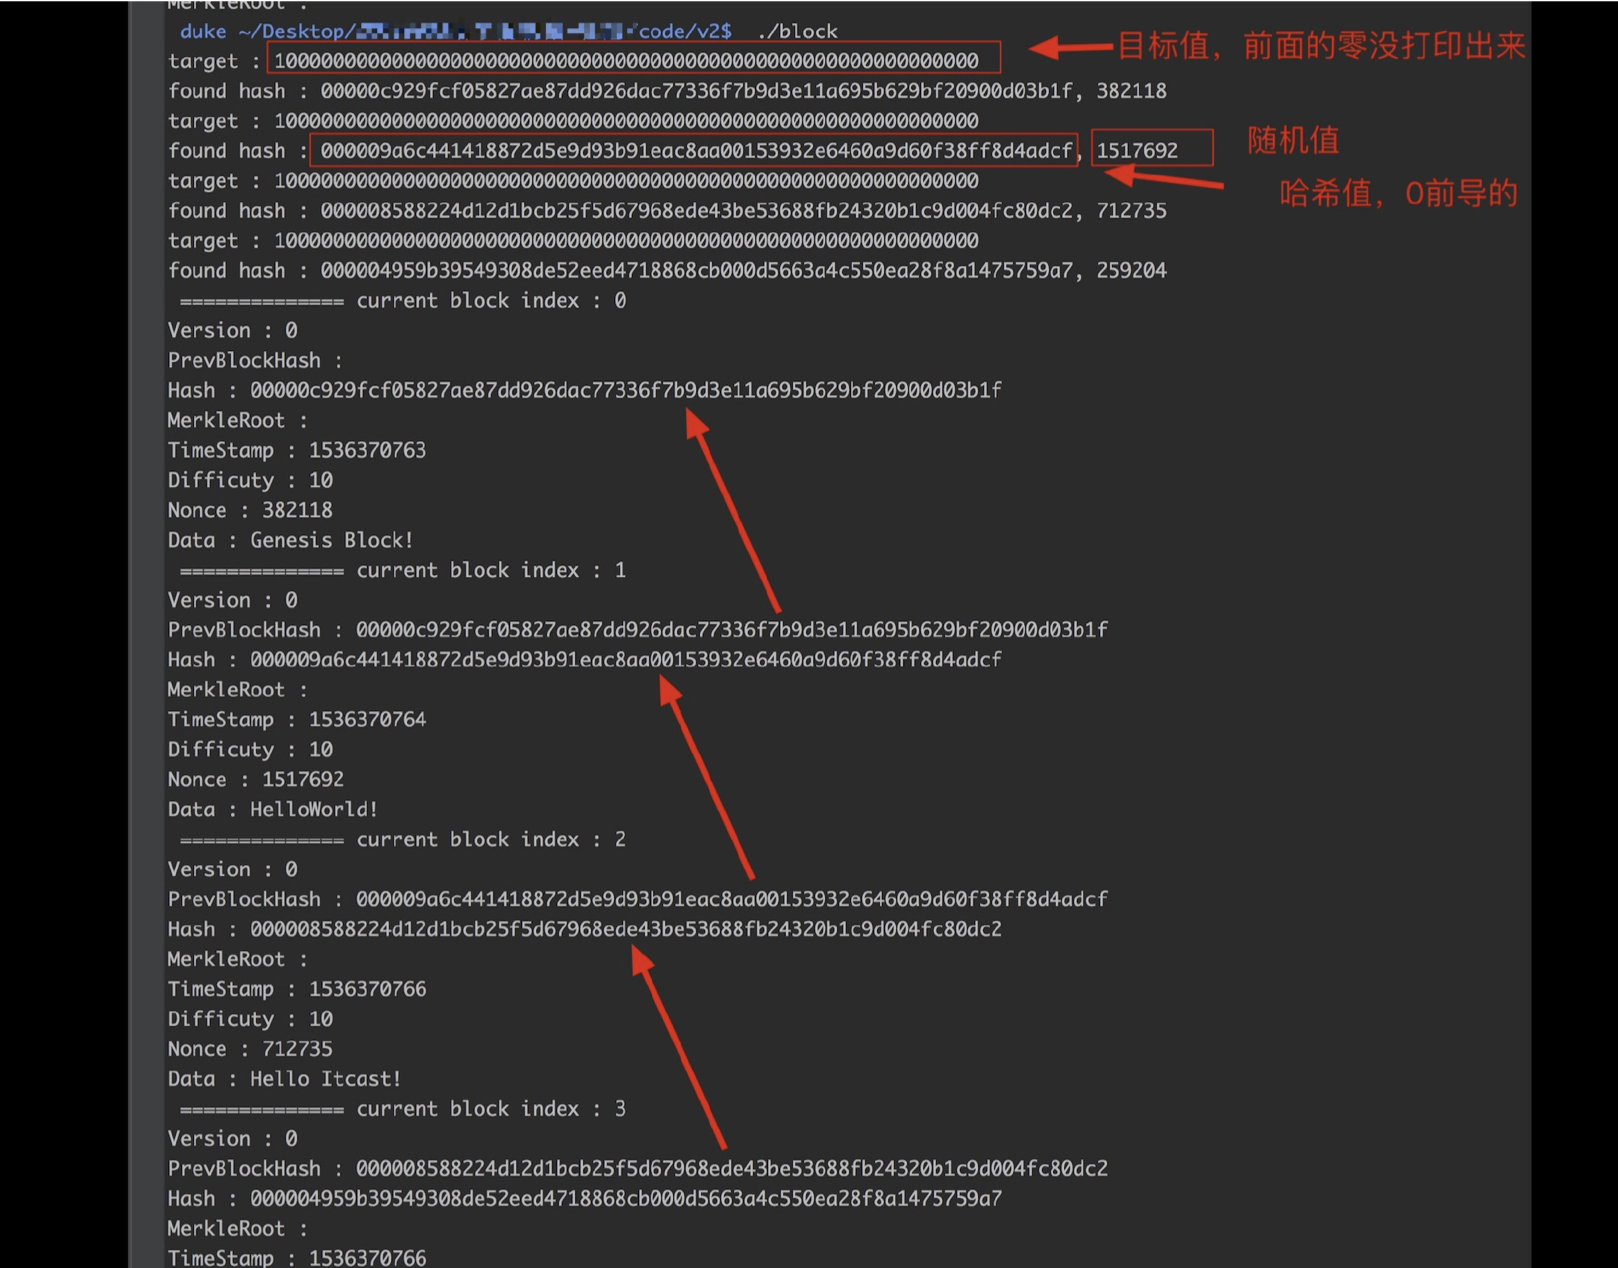 MerkleRoot :
duke ~/Desktop/ code/v2$ ./block
target : 1000000000000000000000000000000000000000000000000000000000000 目标值，前面的零没打印出来
found hash : 00000c929fcf05827ae87dd926dac77336f7b9d3e11a695b629bf20900d03b1f, 382118
target : 1000000000000000000000000000000000000000000000000000000000000
found hash : 000009a6c441418872d5e9d93b91eac8aa00153932e6460a9d60f38ff8d4adcf, 1517692 随机值
target : 1000000000000000000000000000000000000000000000000000000000000
哈希值，0前导的
found hash : 000008588224d12d1bcb25f5d67968ede43be53688fb24320b1c9d004fc80dc2, 712735
target : 1000000000000000000000000000000000000000000000000000000000000
found hash : 000004959b39549308de52eed4718868cb000d5663a4c550ea28f8a1475759a7, 259204
============== current block index : 0
Version : 0
PrevBlockHash :
Hash : 00000c929fcf05827ae87dd926dac77336f7b9d3e11a695b629bf20900d03b1f
MerkleRoot :
TimeStamp : 1536370763
Difficuty : 10
Nonce : 382118
Data : Genesis Block!
============== current block index : 1
Version : 0
PrevBlockHash : 00000c929fcf05827ae87dd926dac77336f7b9d3e11a695b629bf20900d03b1f
Hash : 000009a6c441418872d5e9d93b91eac8aa00153932e6460a9d60f38ff8d4adcf
MerkleRoot :
TimeStamp : 1536370764
Difficuty : 10
Nonce : 1517692
Data : HelloWorld!
============== current block index : 2
Version : 0
PrevBlockHash : 000009a6c441418872d5e9d93b91eac8aa00153932e6460a9d60f38ff8d4adcf
Hash : 000008588224d12d1bcb25f5d67968ede43be53688fb24320b1c9d004fc80dc2
MerkleRoot :
TimeStamp : 1536370766
Difficuty : 10
Nonce : 712735
Data : Hello Itcast!
============== current block index : 3
Version : 0
PrevBlockHash : 000008588224d12d1bcb25f5d67968ede43be53688fb24320b1c9d004fc80dc2
Hash : 000004959b39549308de52eed4718868cb000d5663a4c550ea28f8a1475759a7
MerkleRoot :
TimeStamp : 1536370766